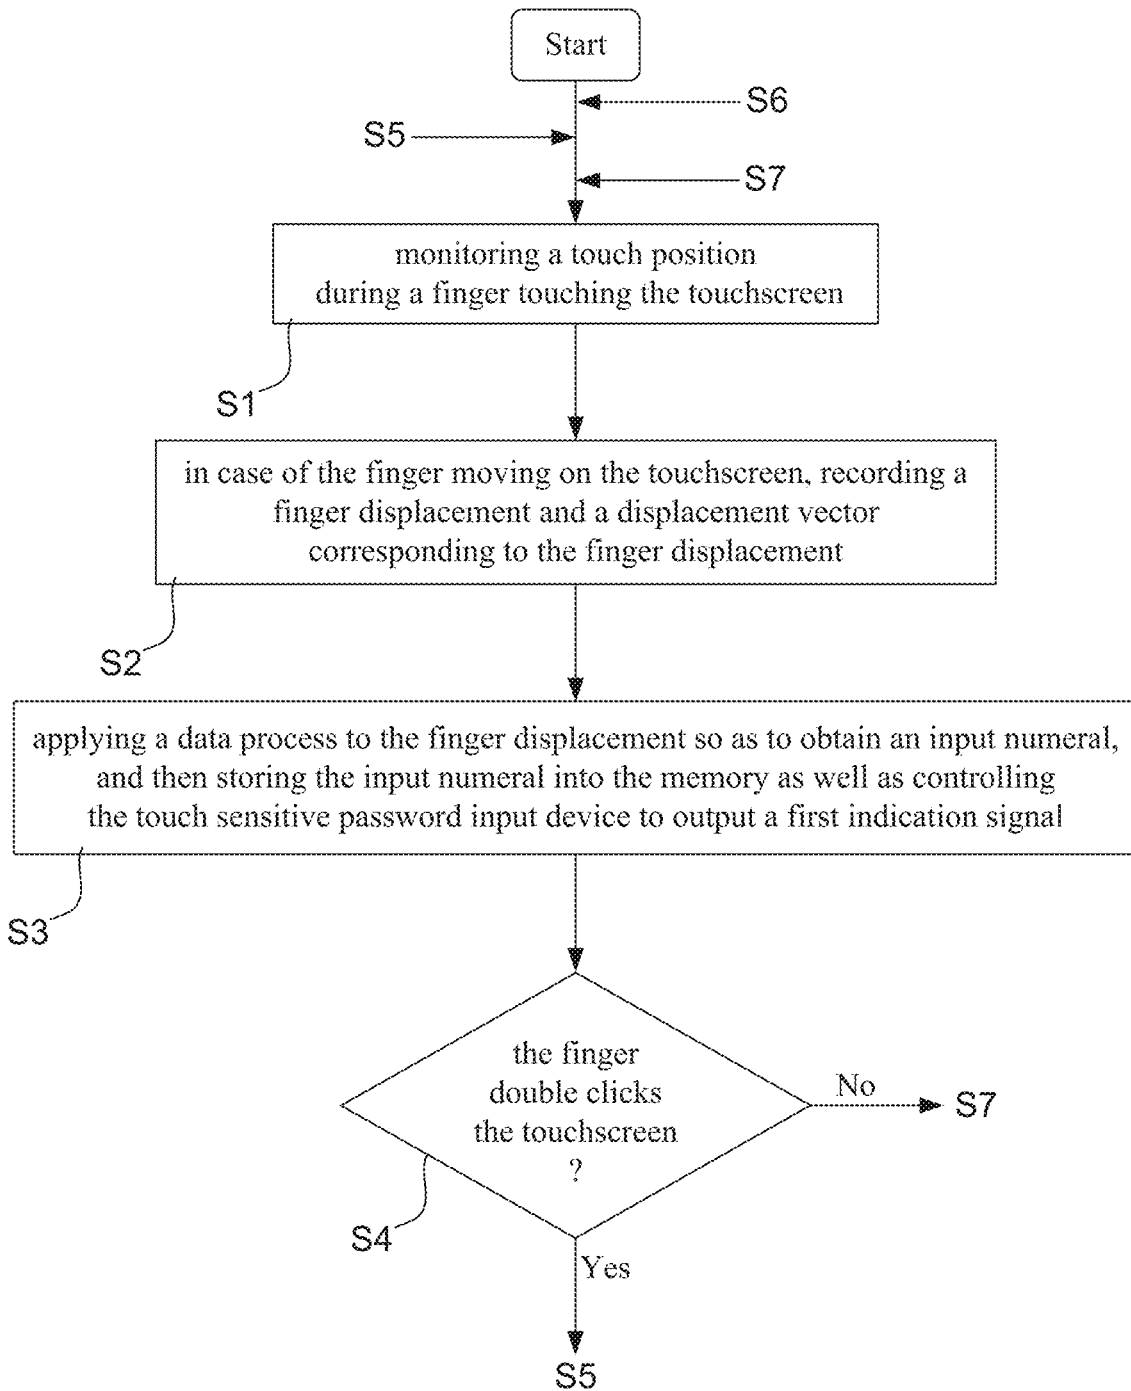 Start
S6
S5
S7
monitoring a touch position
during a finger touching the touchscreen
S1
in case of the finger moving on the touchscreen, recording a
finger displacement and a displacement vector
corresponding to the finger displacement
S2
applying a data process to the finger displacement so as to obtain an input numeral,
and then storing the input numeral into the memory as well as controlling
the touch sensitive password input device to output a first indication signal
S3
the finger
double clicks
the touchscreen
?
No
S7
S4
Yes
S5